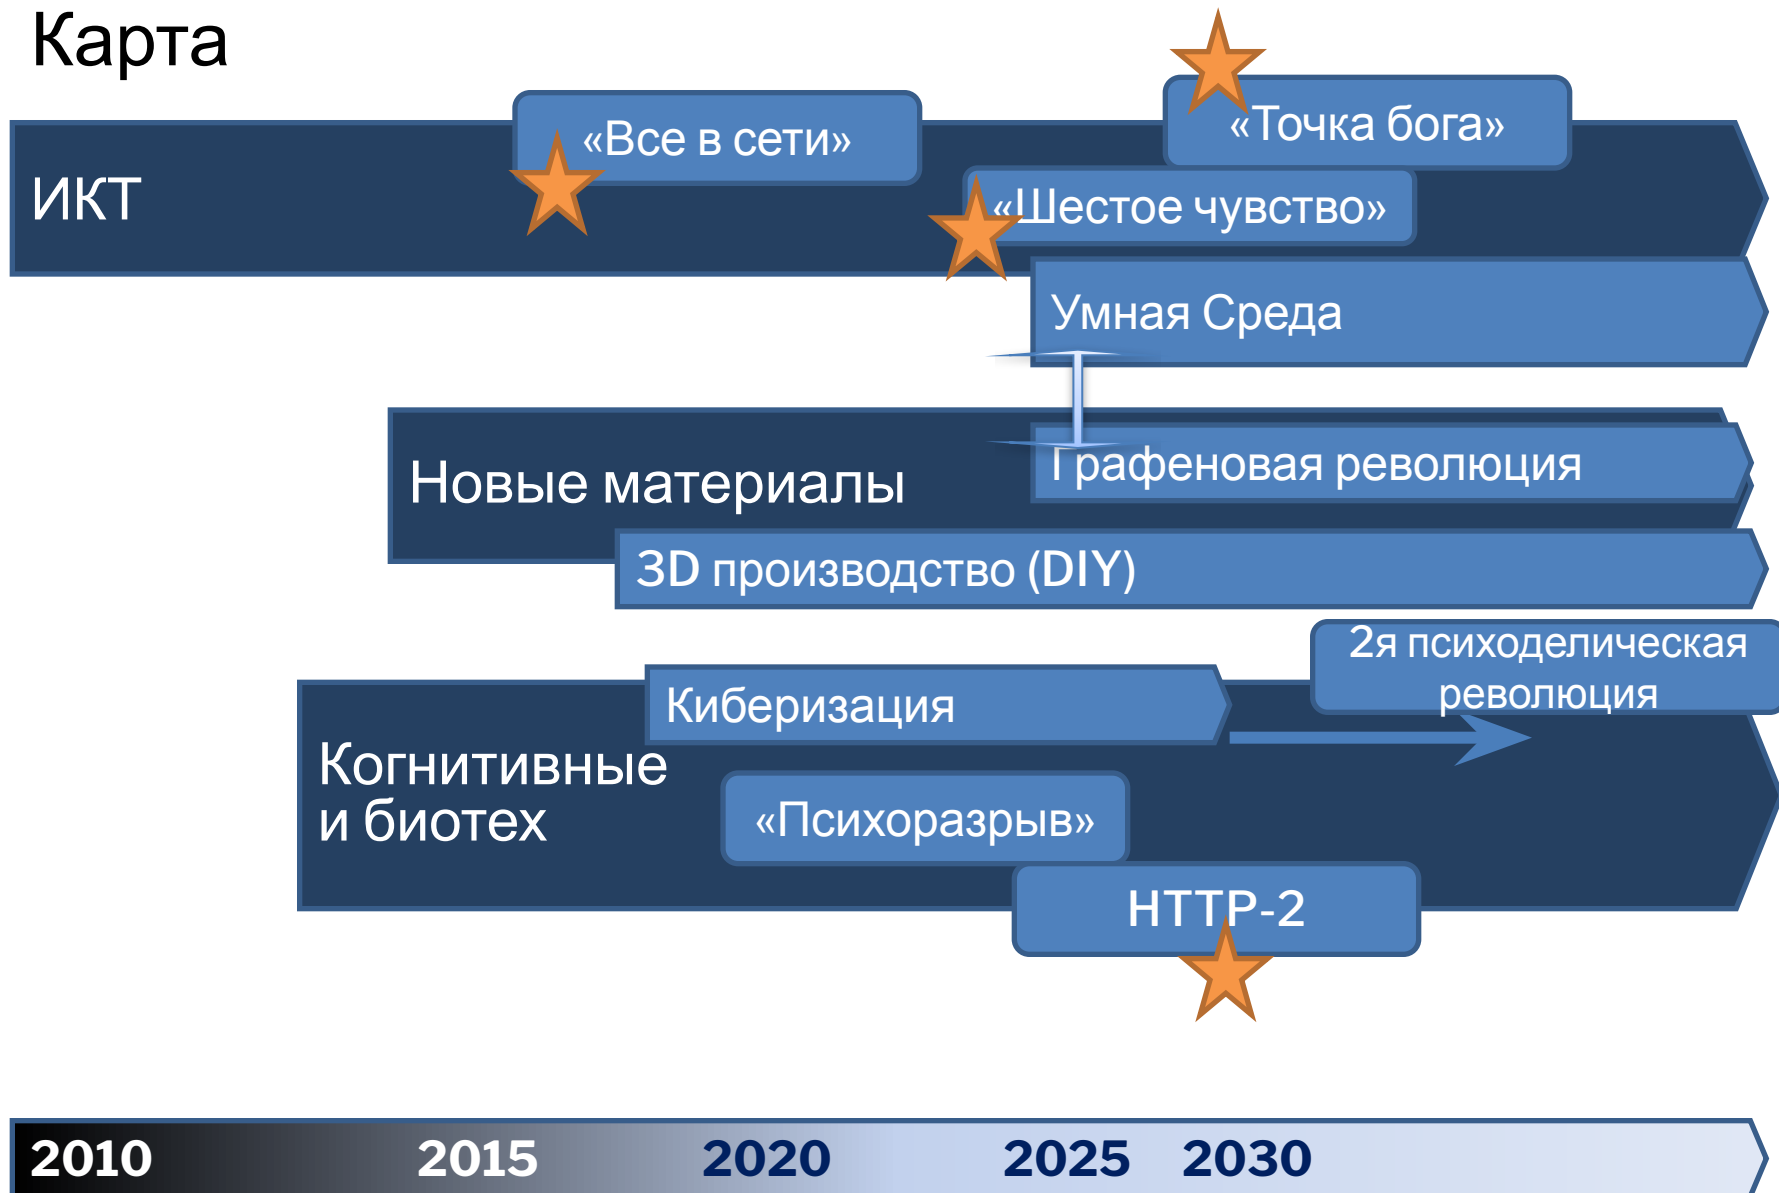 Карта
«Все в сети»
«Точка бога»
ИКТ
«Шестое чувство»
Умная Среда
Графеновая революция
Новые материалы
3D производство (DIY)
2я психоделическая
революция
Киберизация
Когнитивные
и биотех
«Психоразрыв»
HTTP-2
2010 2015 2020 2025 2030